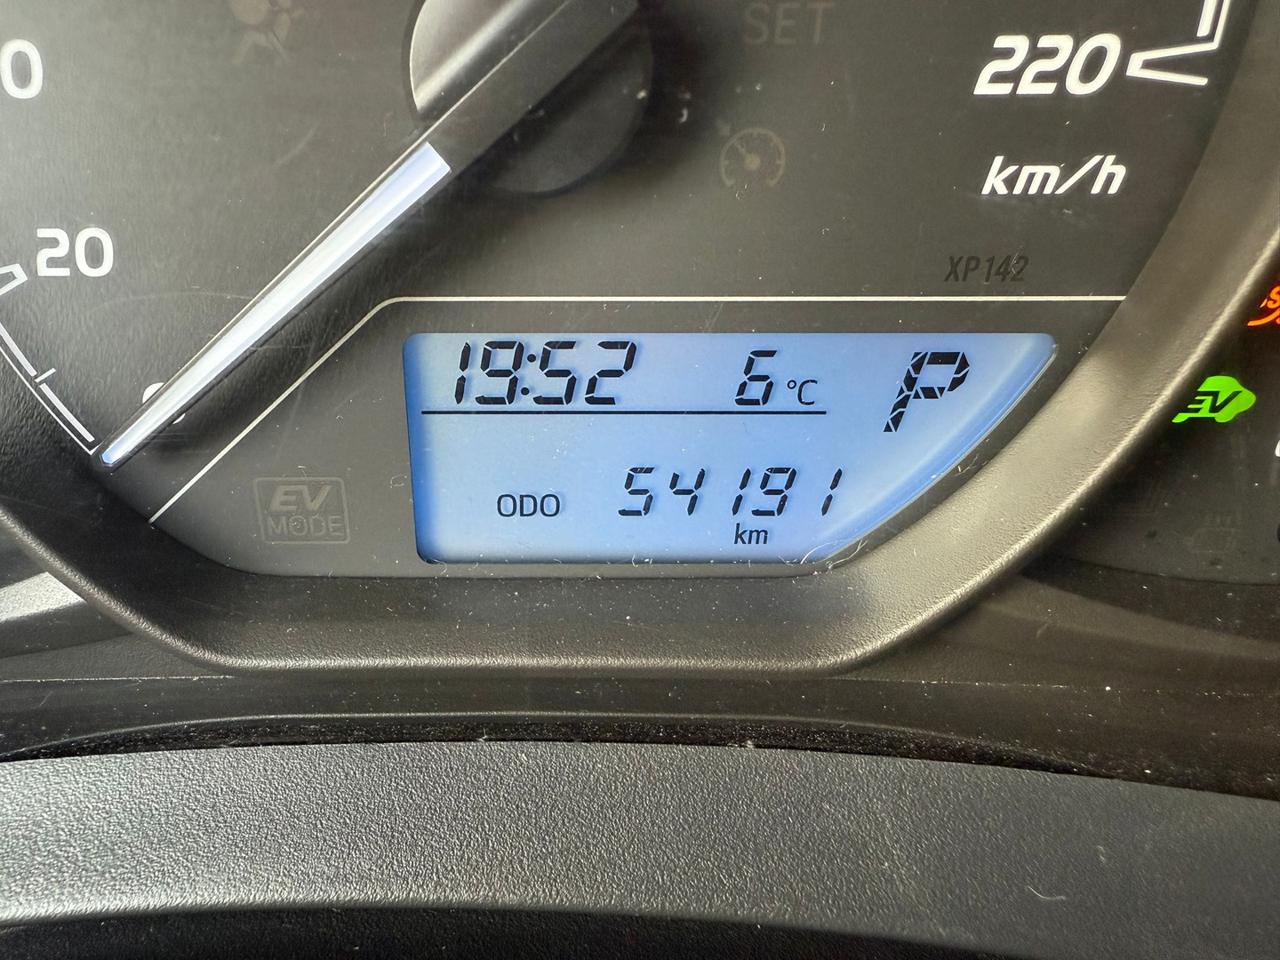 SET
220
km/h
20
XP142
19:52 6°C P
ODO 54191
km
EV
MODE
EV